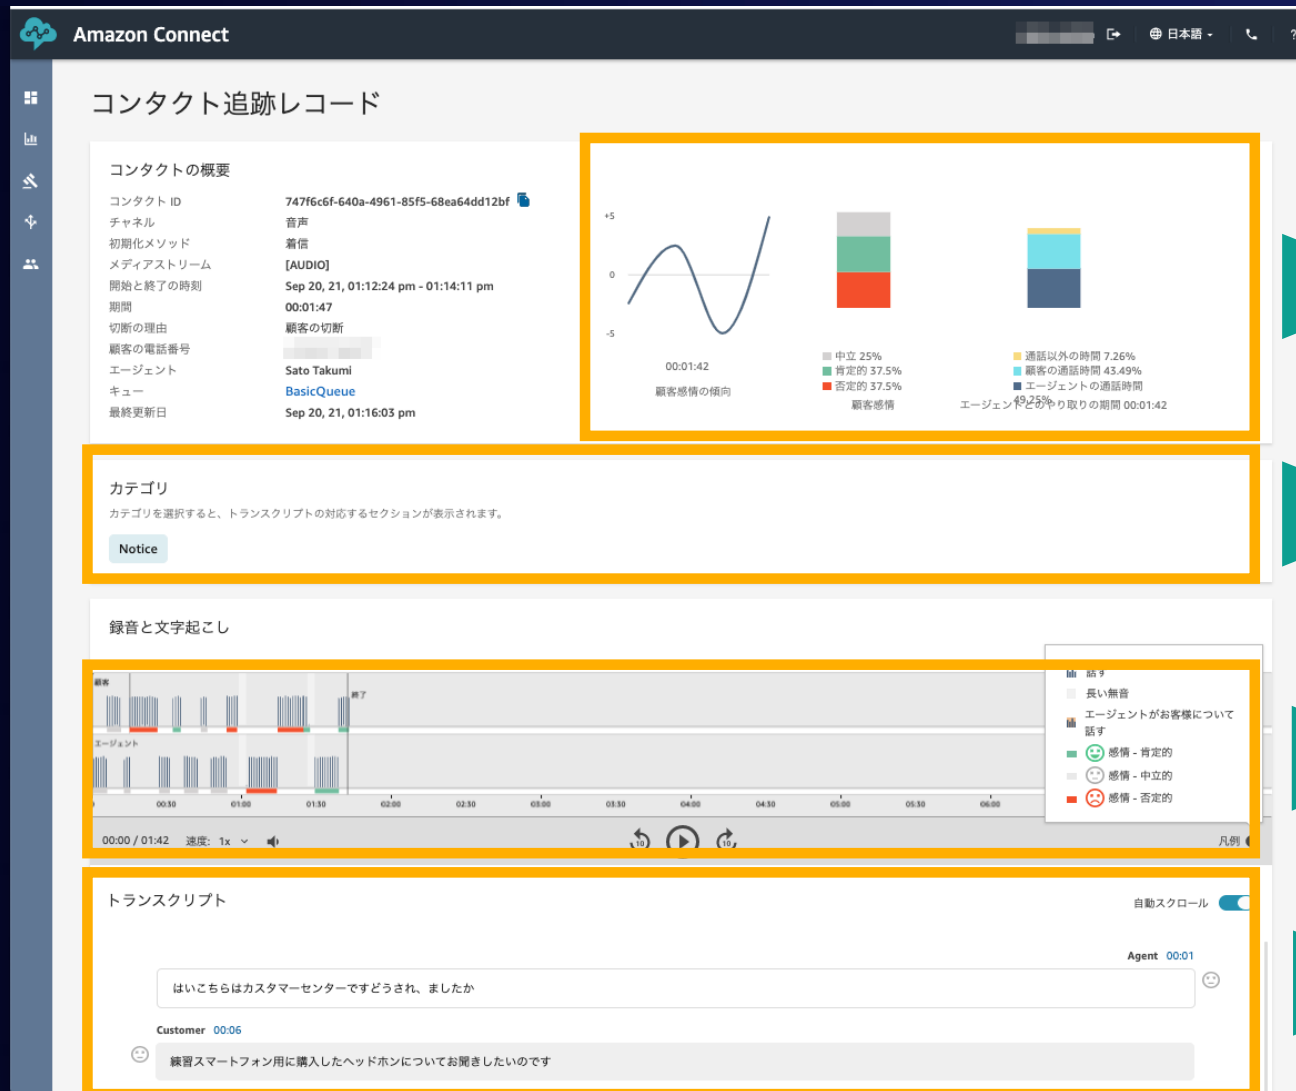 Amazon Connect
日本語
?
コンタクト追跡レコード
コンタクトの概要
コンタクト ID 747f6c6f-640a-4961-85f5-68ea64dd12bf
チャネル 音声
初期化メソッド 着信
メディアストリーム [AUDIO]
開始と終了の時刻 Sep 20, 21, 01:12:24 pm - 01:14:11 pm
期間 00:01:47
切断の理由 顧客の切断
顧客の電話番号
エージェント Sato Takumi
キュー BasicQueue
最終更新日 Sep 20, 21, 01:16:03 pm
+5
0
-5
00:01:42
顧客感情の傾向
中立 25%
肯定的 37.5%
否定的 37.5%
顧客感情
通話以外の時間 7.26%
顧客の通話時間 43.49%
エージェントの通話時間
49.25%
エージェントとのやり取りの期間 00:01:42
カテゴリ
カテゴリを選択すると、トランスクリプトの対応するセクションが表示されます。
Notice
録音と文字起こし
顧客
終了
エージェント
00:30 01:00 01:30 02:00 02:30 03:00 03:30 04:00 04:30 05:00 05:30 06:00
話す
長い無音
エージェントがお客様について
話す
感情 - 肯定的
感情 - 中立的
感情 - 否定的
00:00 / 01:42 速度: 1x
10
10
凡例
トランスクリプト
自動スクロール
Agent 00:01
はいこちらはカスタマーセンターですどうされ、ましたか
Customer 00:06
練習スマートフォン用に購入したヘッドホンについてお聞きしたいのです